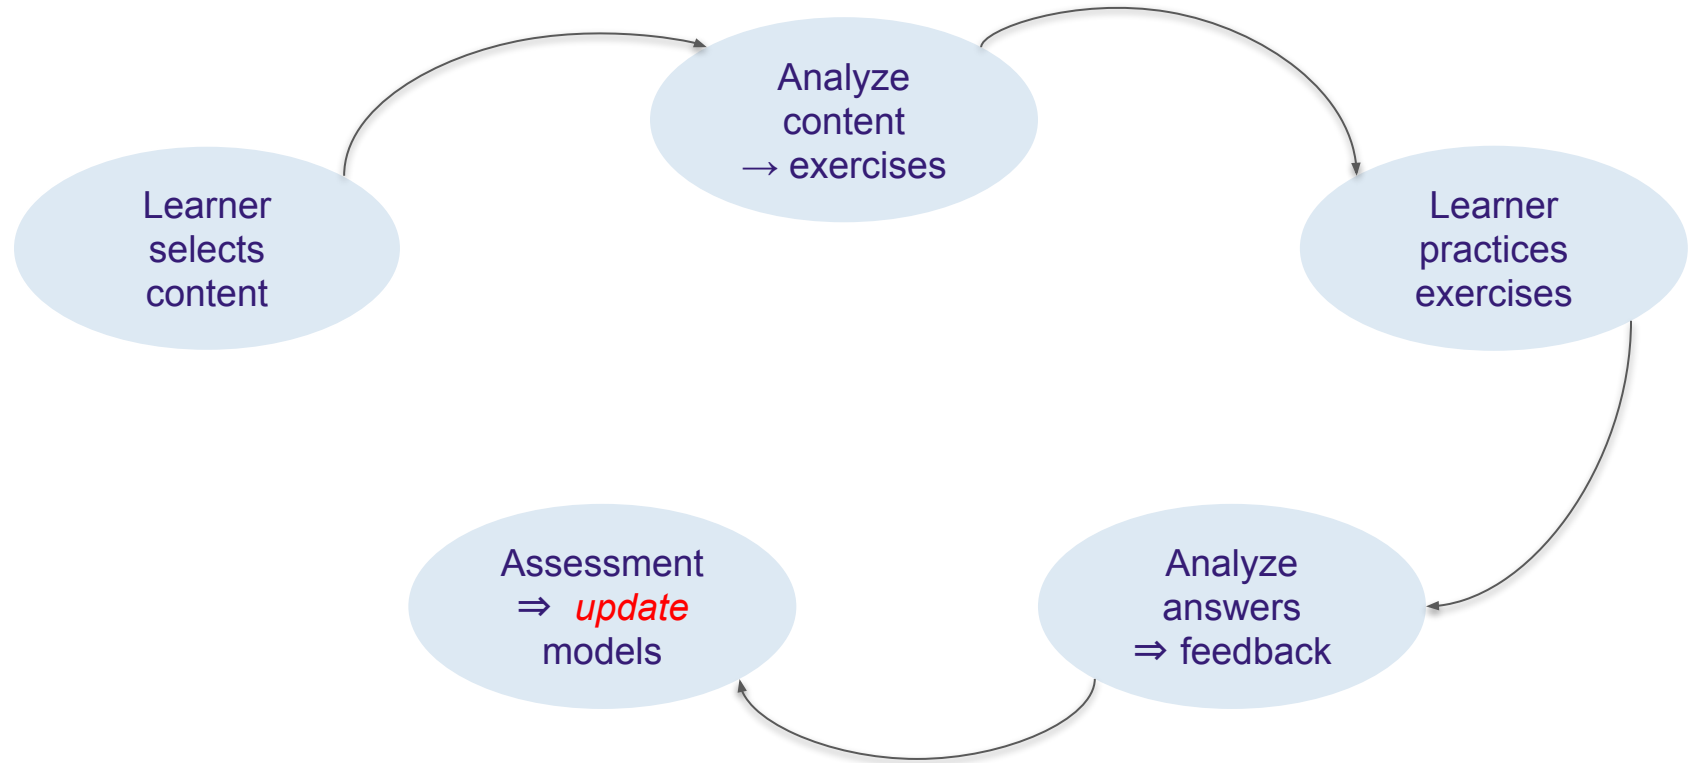 Learner
selects
content
Analyze
content
→ exercises
Learner
practices
exercises
Analyze
answers
⇒ feedback
Assessment
⇒ update
models